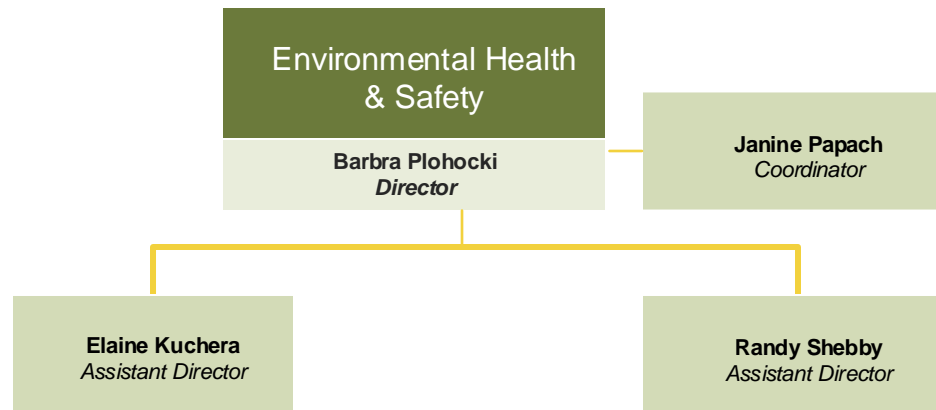 Environmental Health
& Safety
Barbra Plohocki
Director
Janine Papach
Coordinator
Elaine Kuchera
Assistant Director
Randy Shebby
Assistant Director